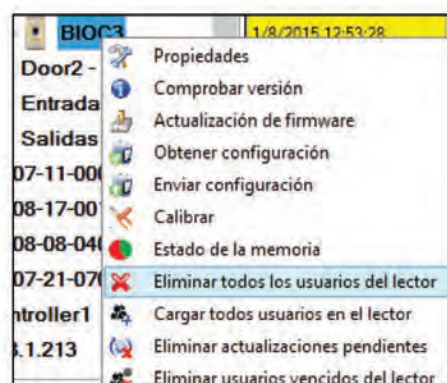 BIOC3 1/8/2015 12:53:28
Propiedades
Door2 -
Comprobar versión
Entrada
Actualización de firmware
Salidas
Obtener configuración
07-11-00
Enviar configuración
08-17-00
Calibrar
08-08-04
Estado de la memoria
07-21-07
Eliminar todos los usuarios del lector
ntroller1
Cargar todos usuarios en el lector
.1.213
Eliminar actualizaciones pendientes
Eliminar usuarios vencidos del lector